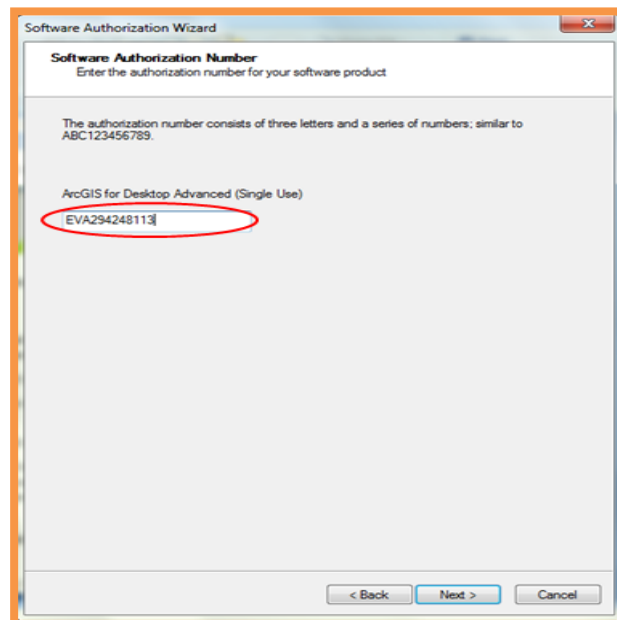 Software Authorization Wizard
Software Authorization Number
Enter the authorization number for your software product
The authorization number consists of three letters and a series of numbers; similar to
ABC123456789.
ArcGIS for Desktop Advanced (Single Use)
EVA294248113
< Back Next > Cancel